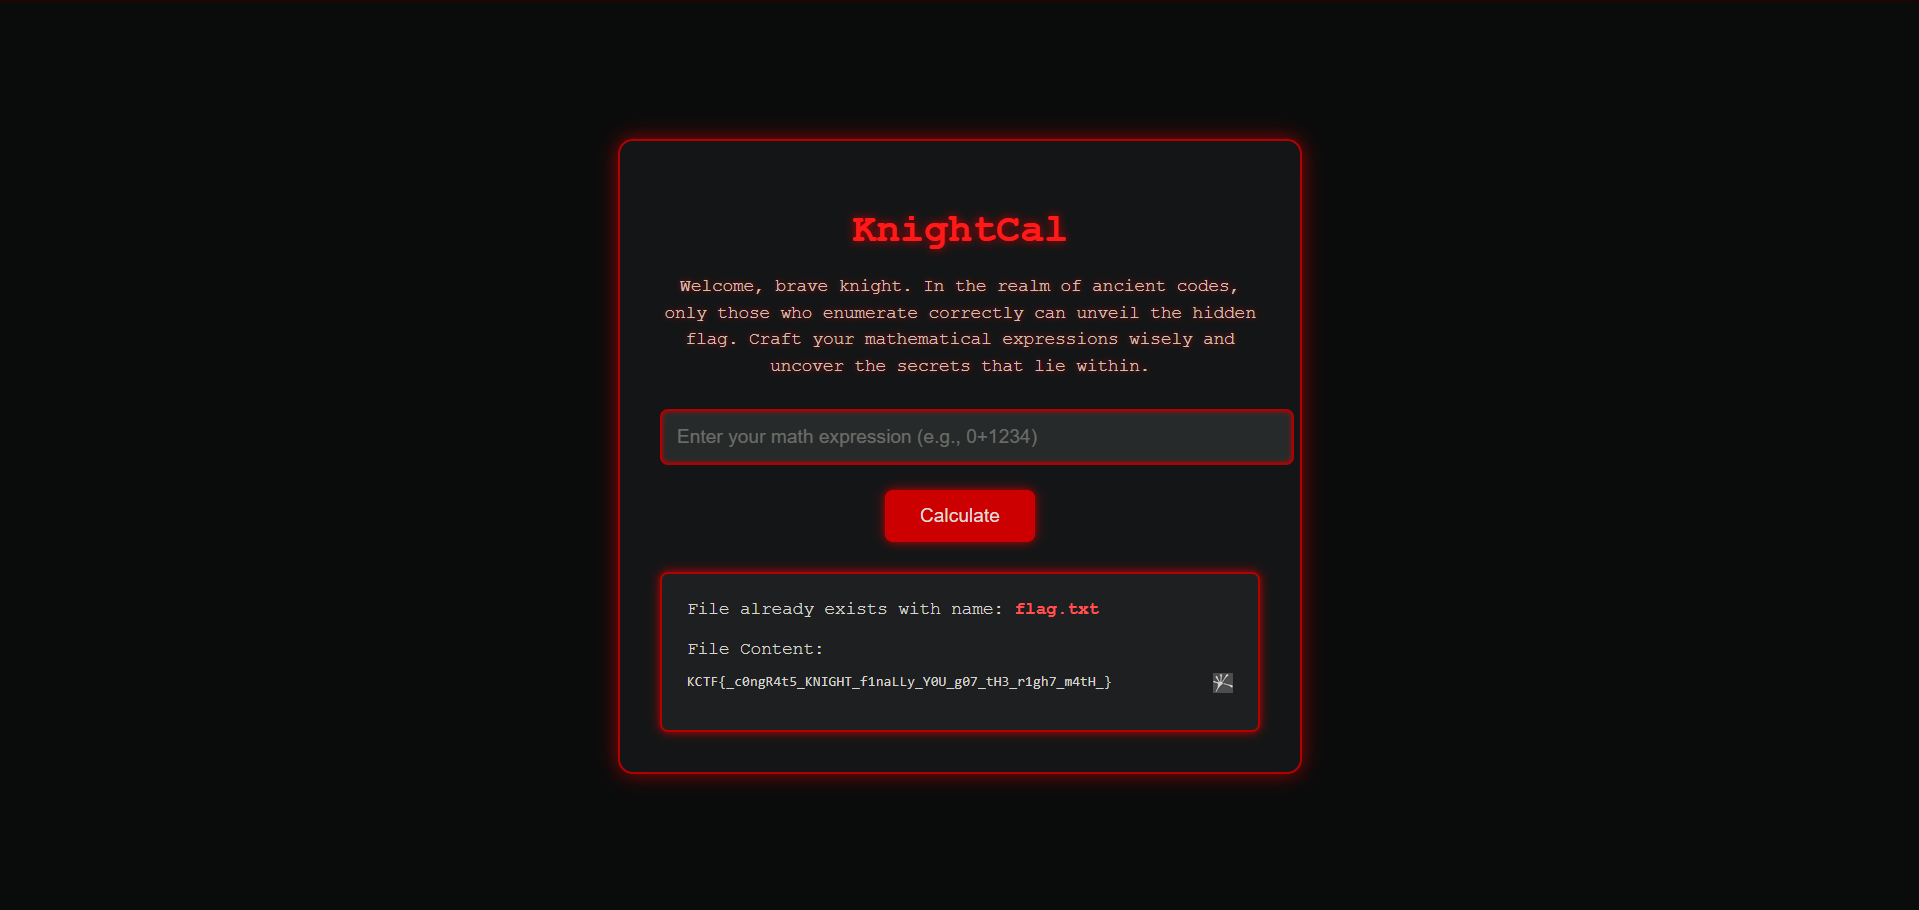 KnightCal
Welcome, brave knight. In the realm of ancient codes,
only those who enumerate correctly can unveil the hidden
flag. Craft your mathematical expressions wisely and
uncover the secrets that lie within.
Enter your math expression (e.g., 0+1234)
Calculate
File already exists with name: flag.txt
File Content:
KCTF{_c0ngR4t5_KNIGHT_f1naLLy_Y0U_g07_tH3_r1gh7_m4tH_}